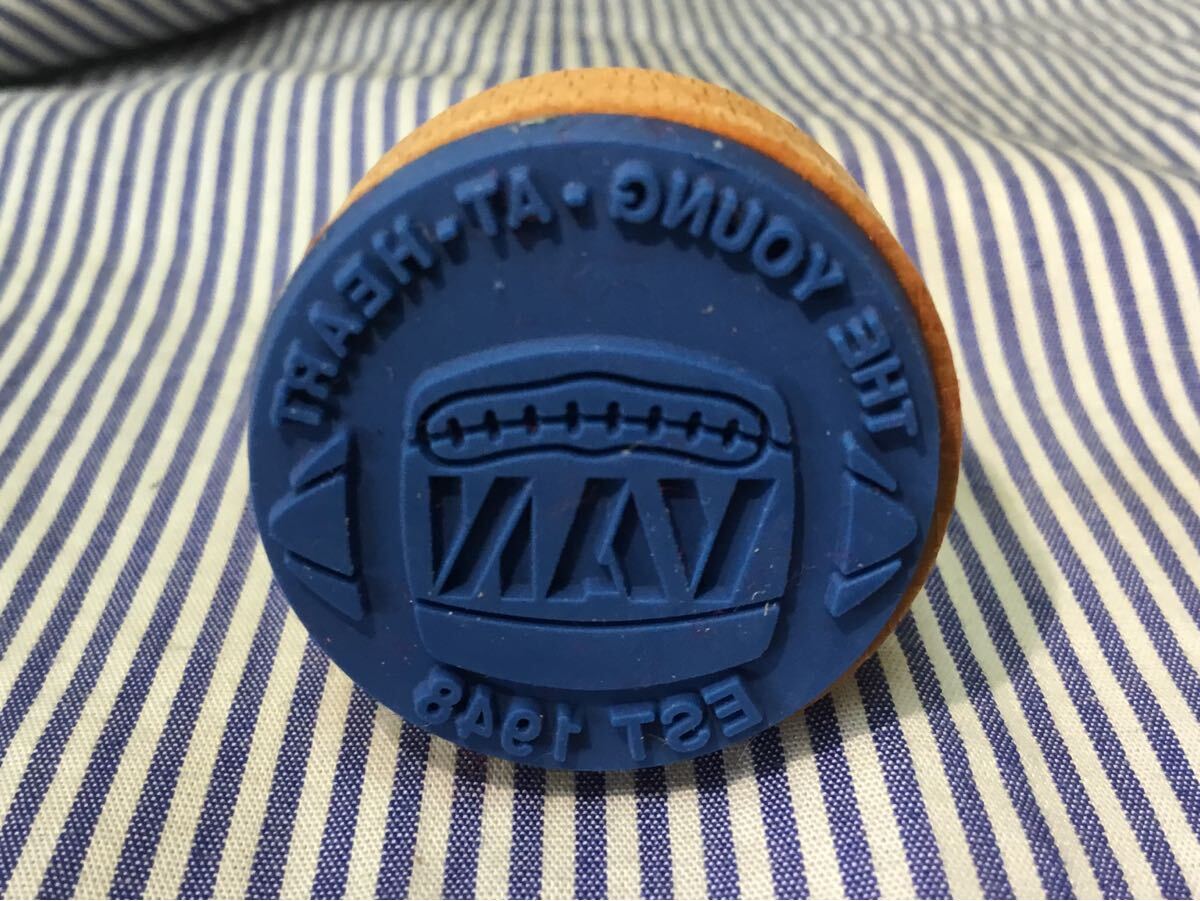 THE YOUNG · AT-HEART
VAN
EST 1948